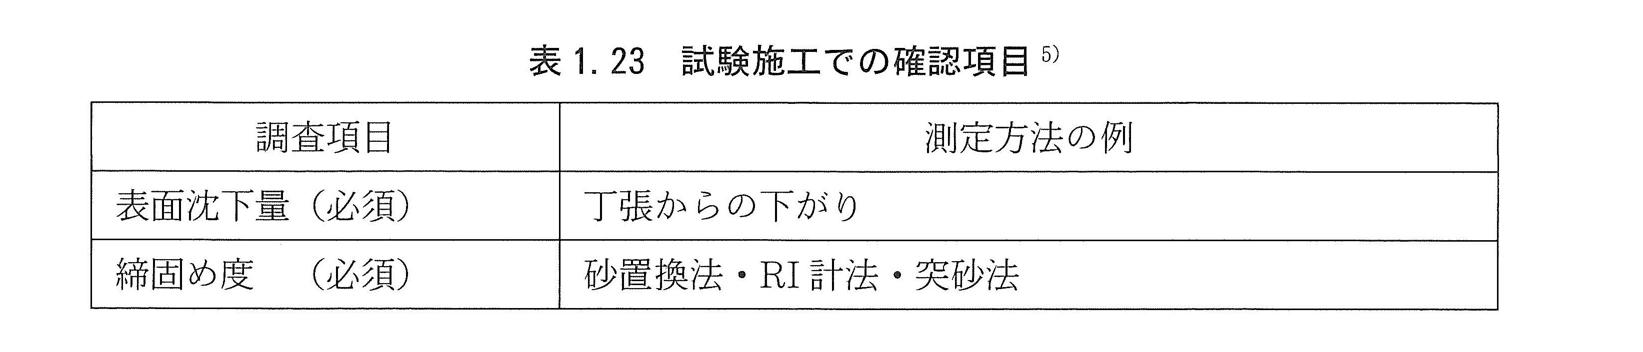 表1.23 試験施工での確認項目5)
調査項目 測定方法の例
表面沈下量（必須） 丁張からの下がり
締固め度 （必須） 砂置換法・RI計法・突砂法